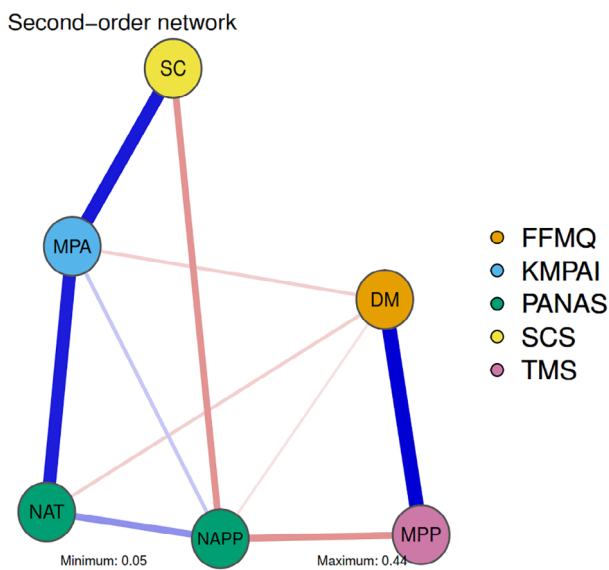 Second−order network
SC
MPA
DM
NAT
NAPP
MPP
Minimum: 0.05
Maximum: 0.44
FFMQ
KMPAI
PANAS
SCS
TMS